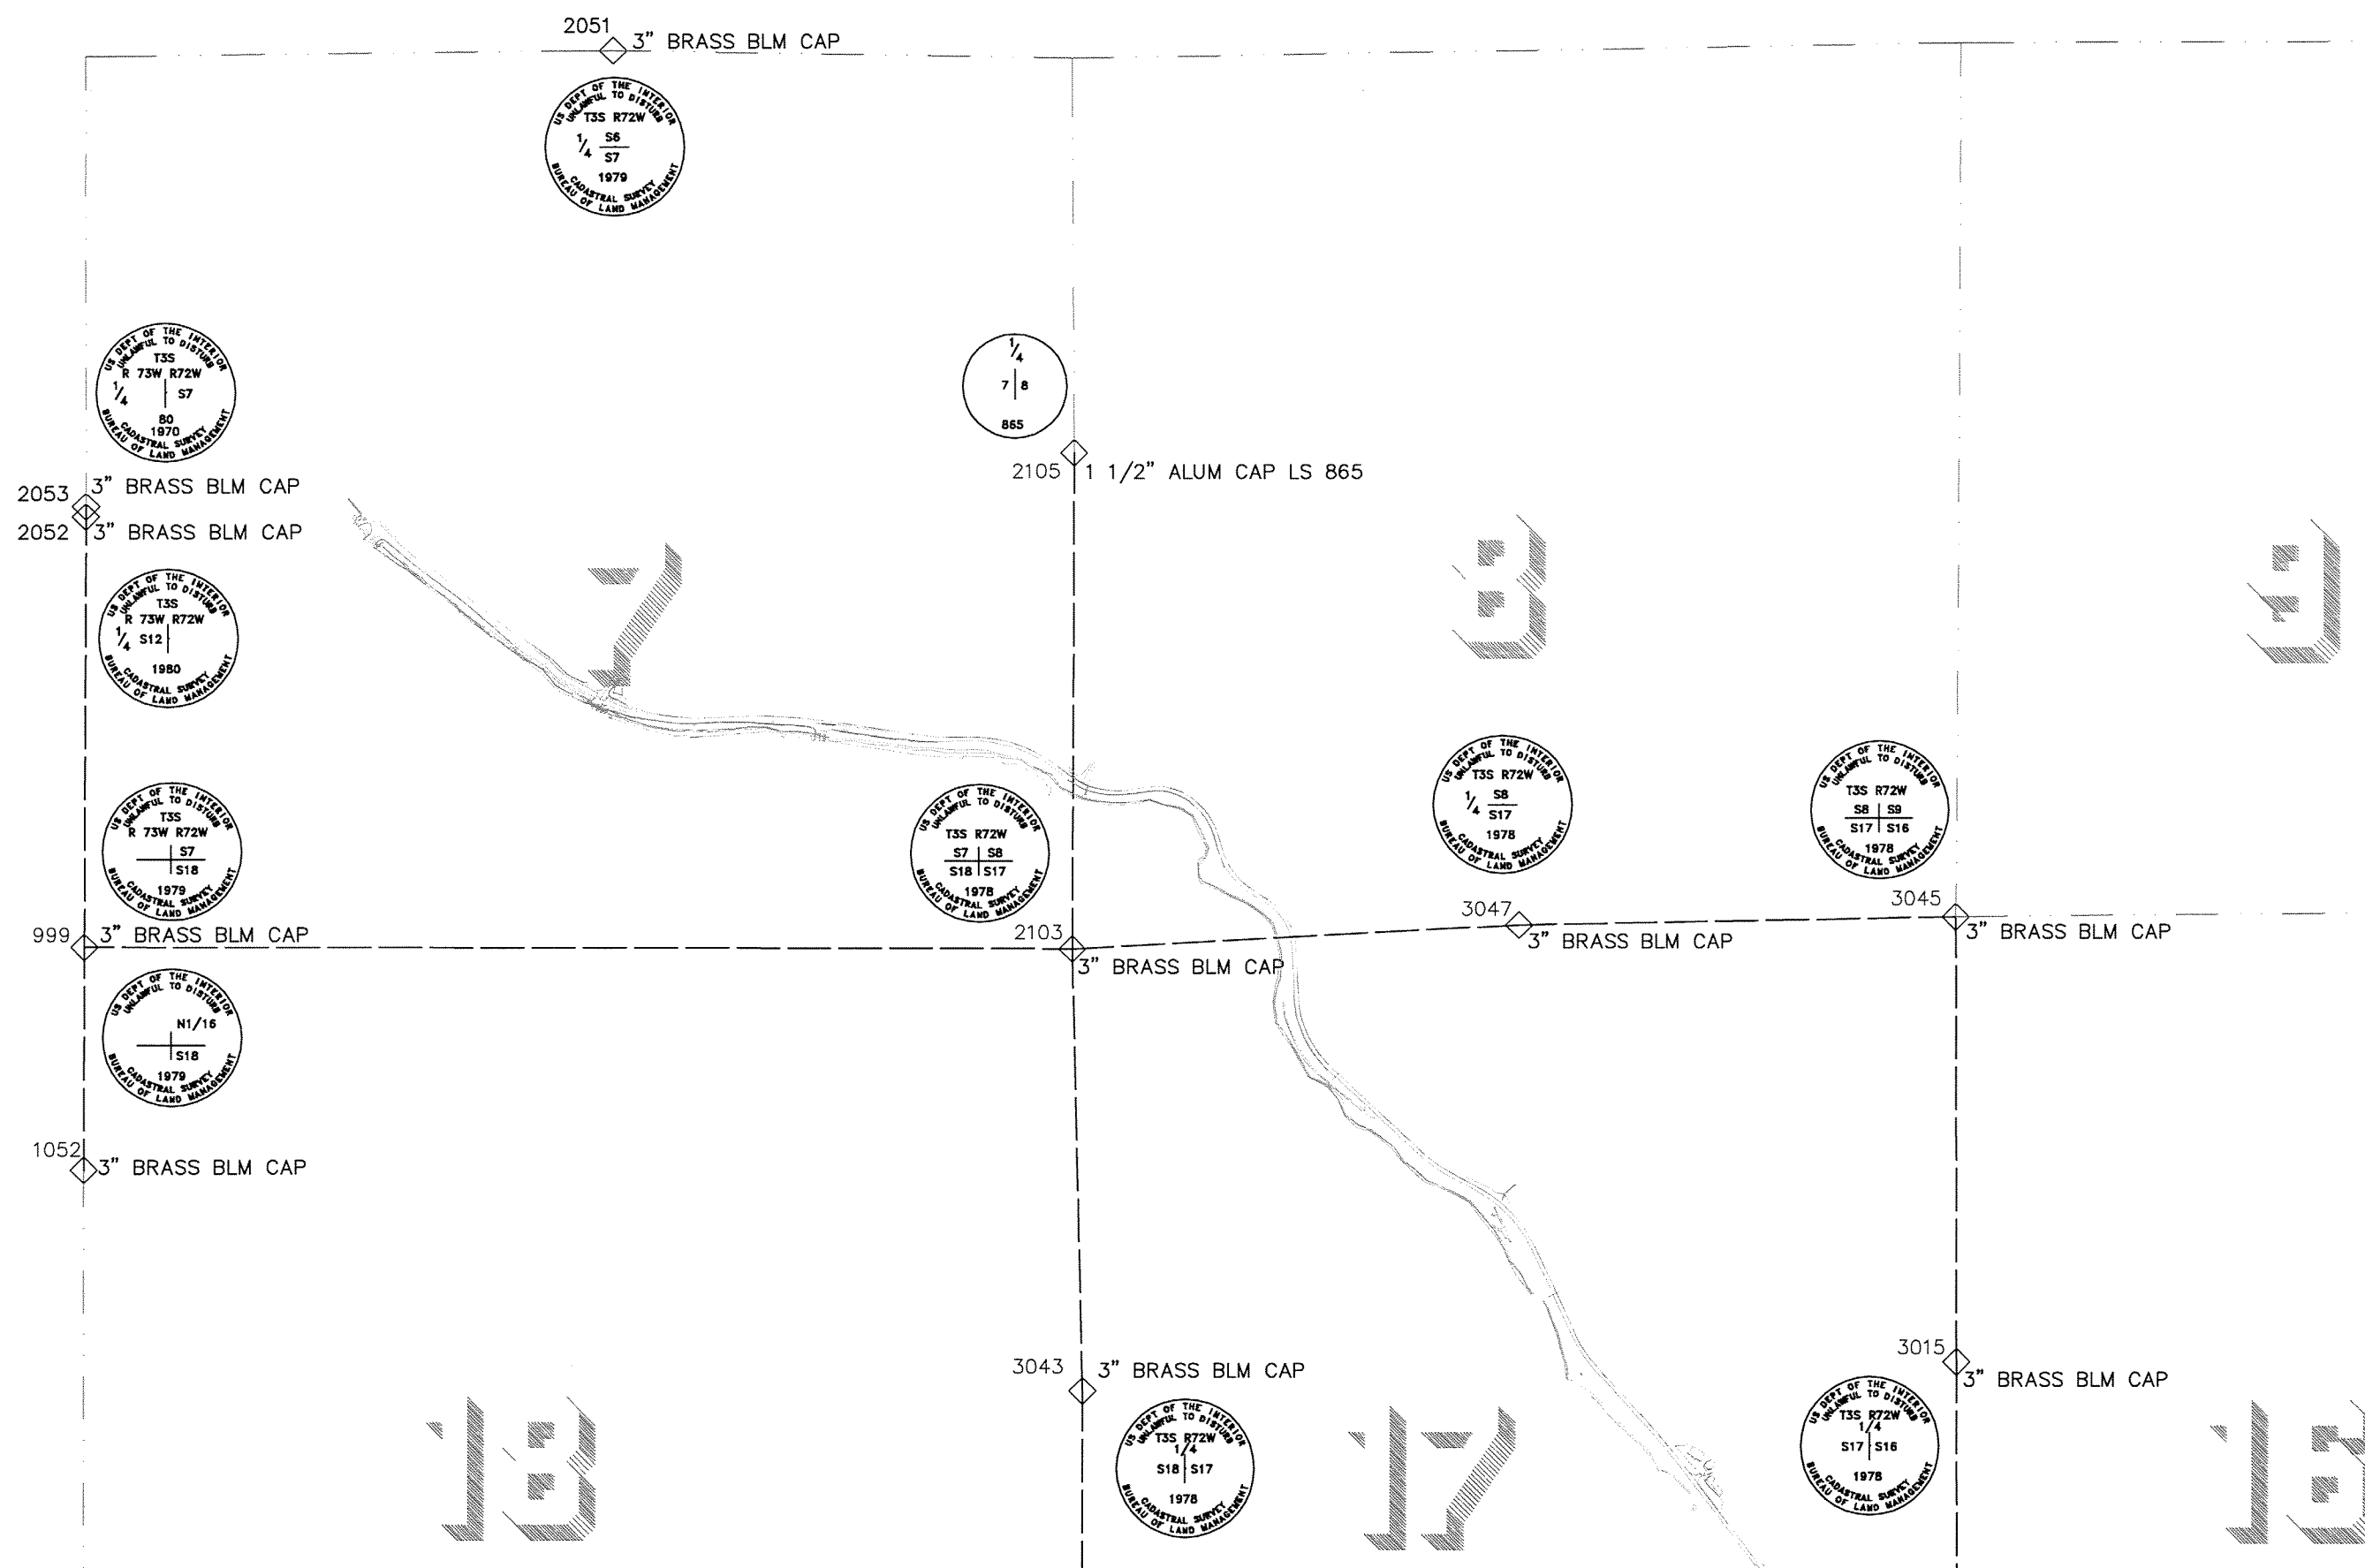 2051
3" BRASS BLM CAP
US DEPT OF THE INTERIOR
UNLAWFUL TO DISTURB
T3S R72W
1/4 S6
S7
1979
CADASTRAL SURVEY
BUREAU OF LAND MANAGEMENT
US DEPT OF THE INTERIOR
UNLAWFUL TO DISTURB
T3S
R 73W R72W
1/4 S7
80
1970
CADASTRAL SURVEY
BUREAU OF LAND MANAGEMENT
2053
3" BRASS BLM CAP
2052
3" BRASS BLM CAP
1/4
7 8
865
2105
1 1/2" ALUM CAP LS 865
7
8
9
US DEPT OF THE INTERIOR
UNLAWFUL TO DISTURB
T3S
R 73W R72W
1/4 S12
1980
CADASTRAL SURVEY
BUREAU OF LAND MANAGEMENT
US DEPT OF THE INTERIOR
UNLAWFUL TO DISTURB
T3S
R 73W R72W
S7
S18
1979
CADASTRAL SURVEY
BUREAU OF LAND MANAGEMENT
999
3" BRASS BLM CAP
US DEPT OF THE INTERIOR
UNLAWFUL TO DISTURB
T3S R72W
S7 S8
S18 S17
1978
CADASTRAL SURVEY
BUREAU OF LAND MANAGEMENT
2103
3" BRASS BLM CAP
US DEPT OF THE INTERIOR
UNLAWFUL TO DISTURB
T3S R72W
1/4 S8
S17
1978
CADASTRAL SURVEY
BUREAU OF LAND MANAGEMENT
3047
3" BRASS BLM CAP
US DEPT OF THE INTERIOR
UNLAWFUL TO DISTURB
T3S R72W
S8 S9
S17 S16
1978
CADASTRAL SURVEY
BUREAU OF LAND MANAGEMENT
3045
3" BRASS BLM CAP
US DEPT OF THE INTERIOR
UNLAWFUL TO DISTURB
N1/16
S18
1979
CADASTRAL SURVEY
BUREAU OF LAND MANAGEMENT
1052
3" BRASS BLM CAP
3043
3" BRASS BLM CAP
US DEPT OF THE INTERIOR
UNLAWFUL TO DISTURB
T3S R72W
1/4
S18 S17
1978
CADASTRAL SURVEY
BUREAU OF LAND MANAGEMENT
3015
3" BRASS BLM CAP
US DEPT OF THE INTERIOR
UNLAWFUL TO DISTURB
T3S R72W
1/4
S17 S16
1978
CADASTRAL SURVEY
BUREAU OF LAND MANAGEMENT
18
17
16